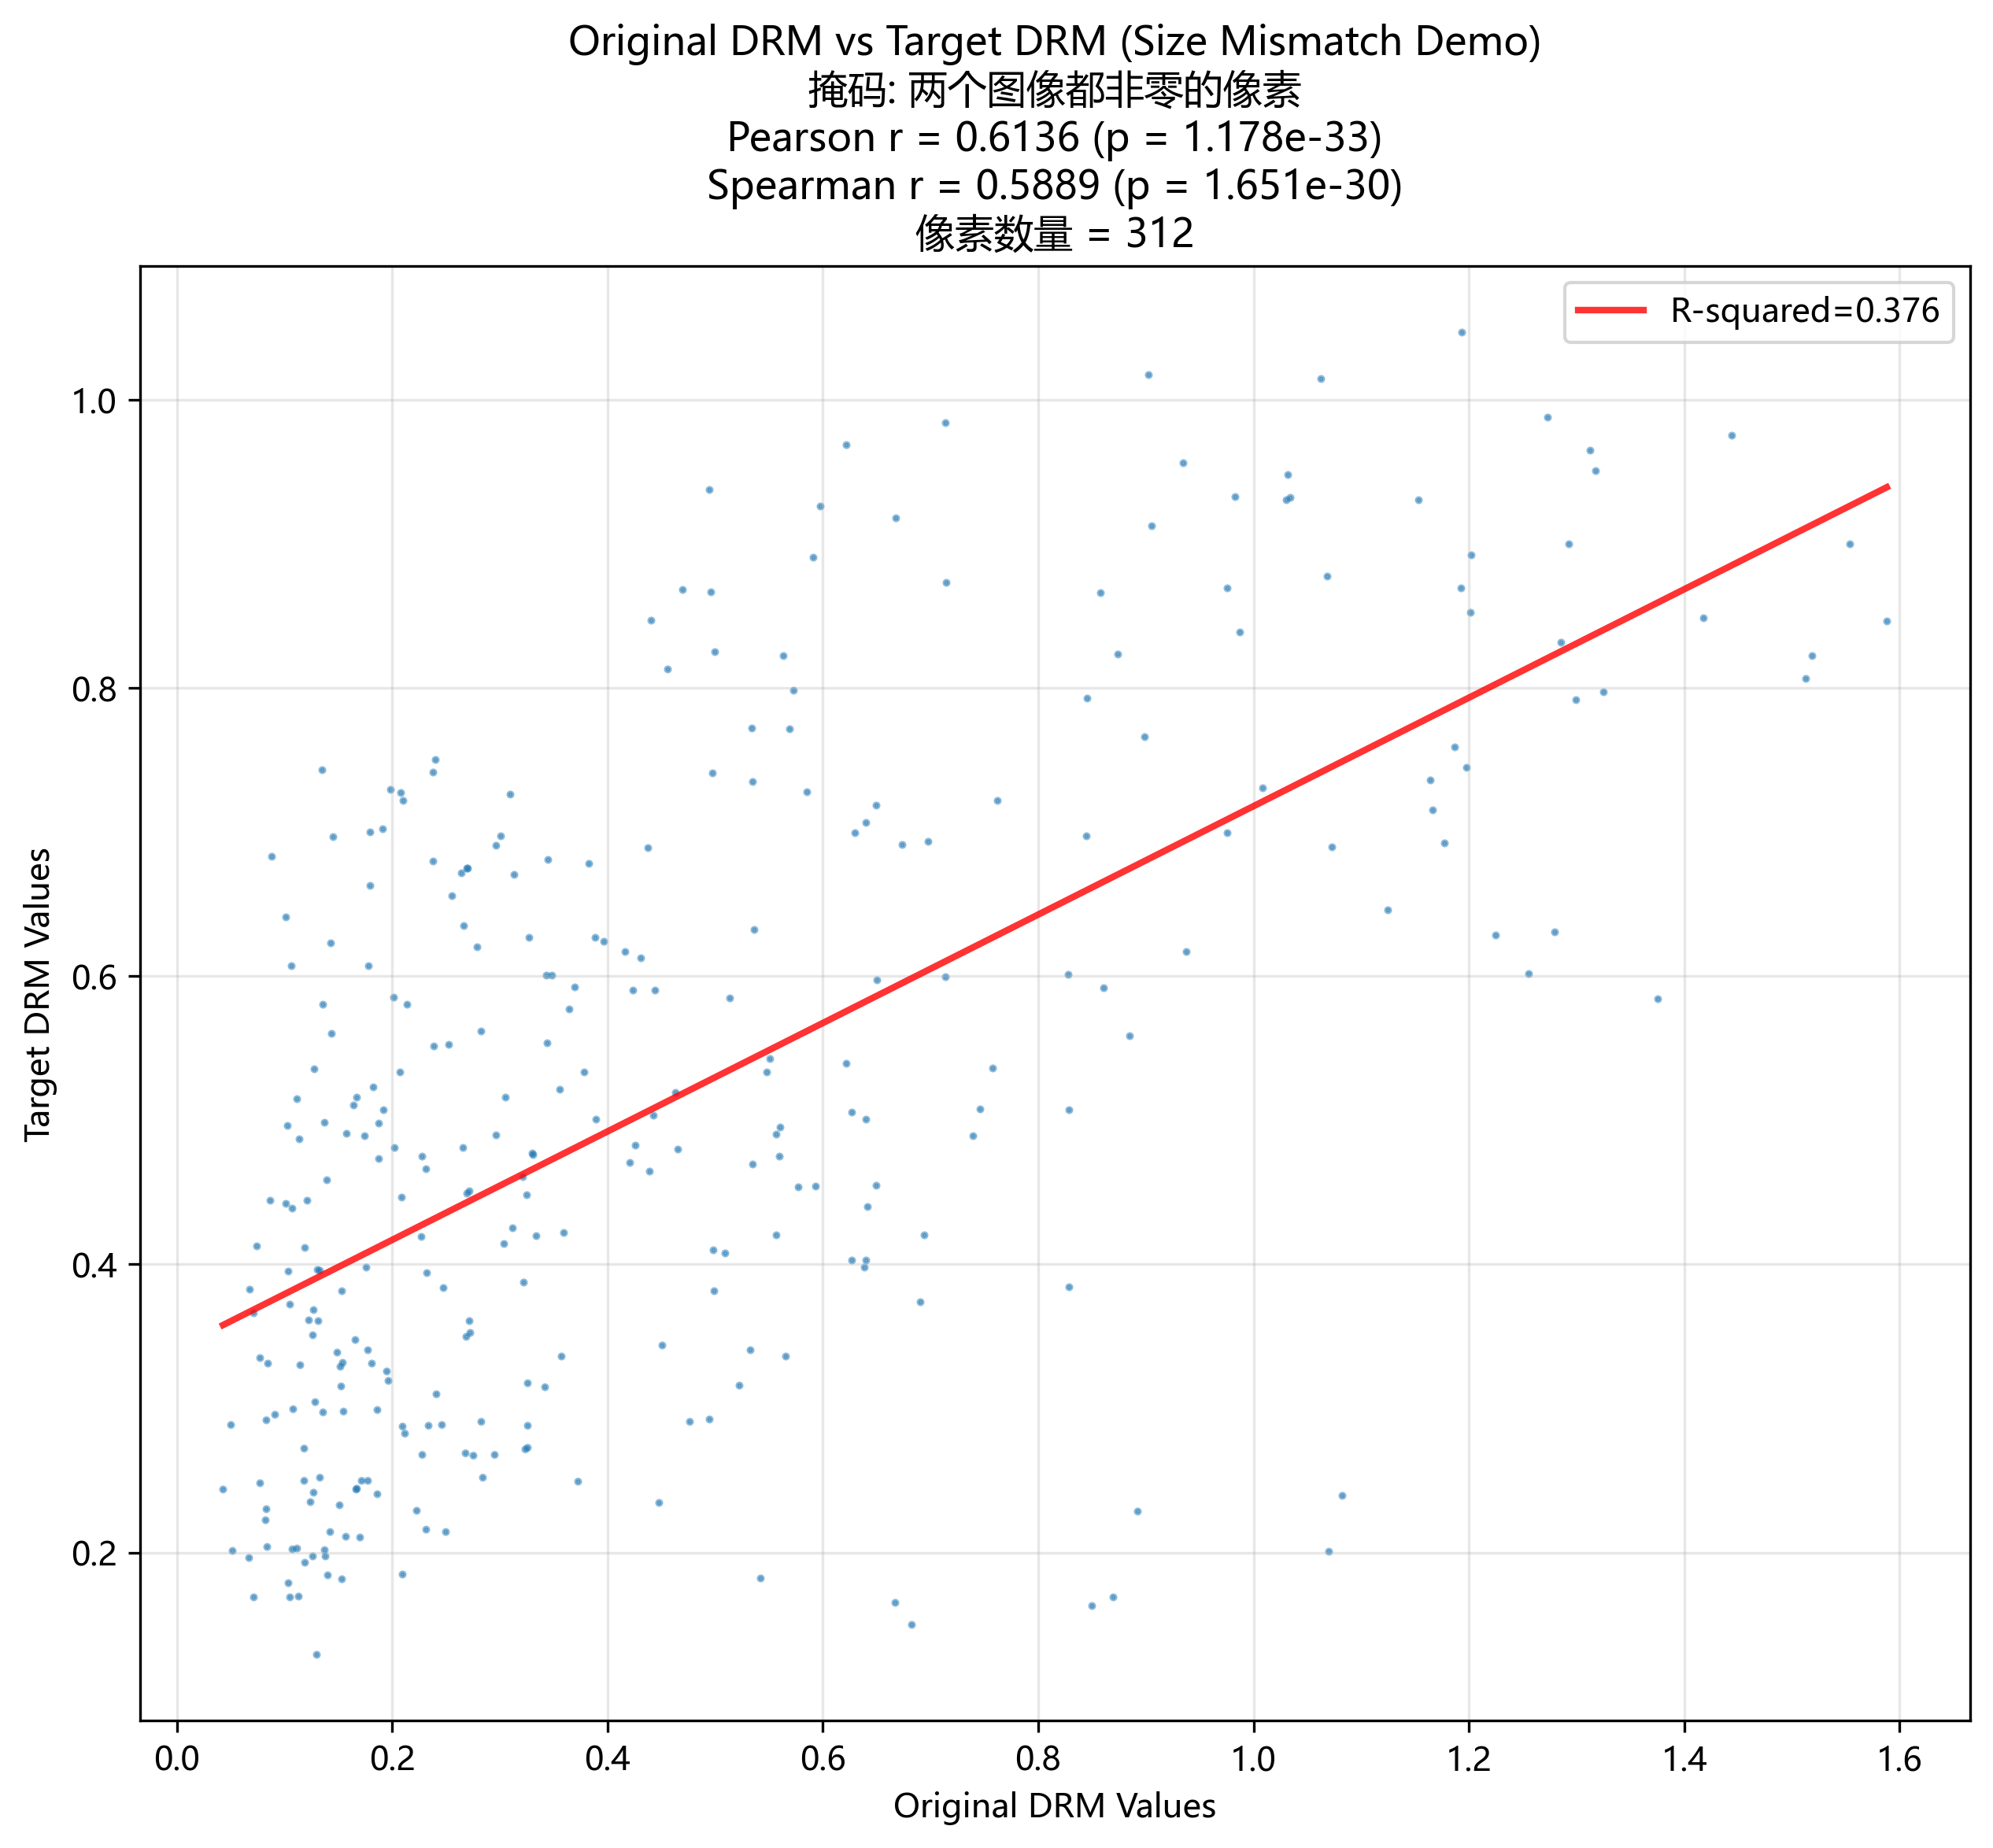 Original DRM vs Target DRM (Size Mismatch Demo)
掩码: 两个图像都非零的像素
Pearson r = 0.6136 (p = 1.178e-33)
Spearman r = 0.5889 (p = 1.651e-30)
像素数量 = 312
R-squared=0.376
1.0
0.8
0.6
0.4
0.2
Target DRM Values
0.0 0.2 0.4 0.6 0.8 1.0 1.2 1.4 1.6
Original DRM Values